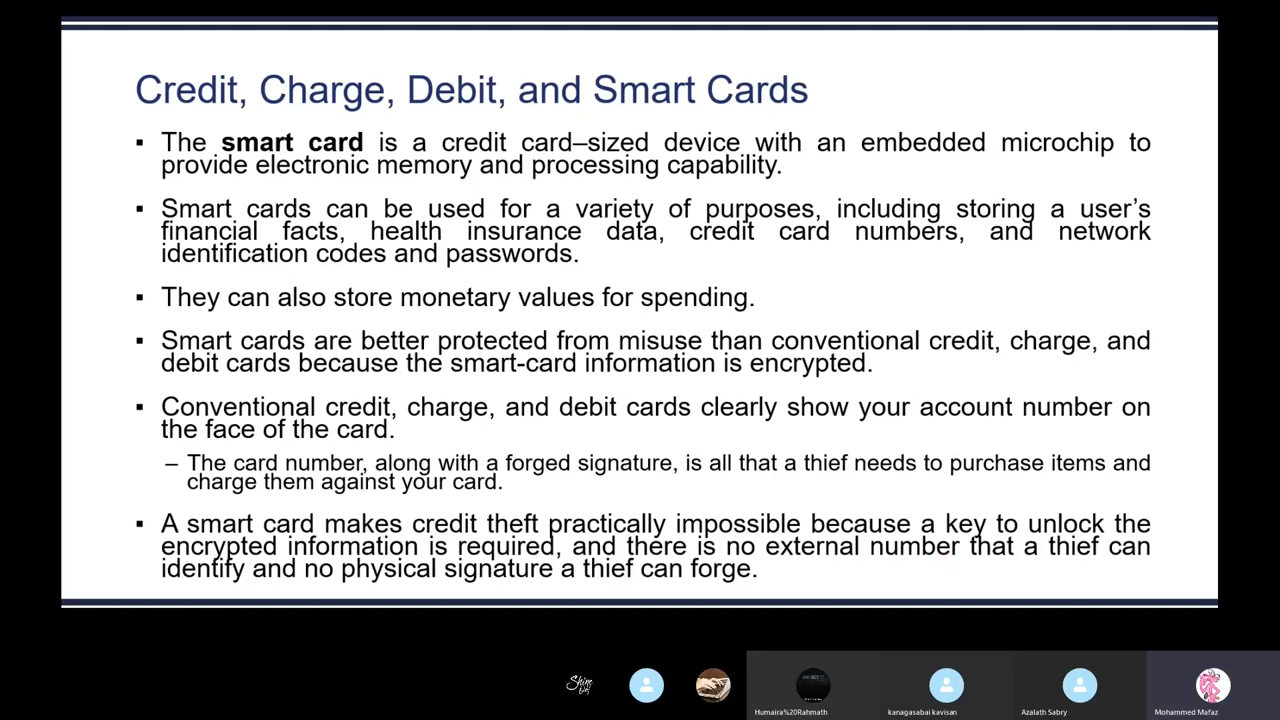 Credit, Charge, Debit, and Smart Cards
▪ The smart card is a credit card–sized device with an embedded microchip to
provide electronic memory and processing capability.
▪ Smart cards can be used for a variety of purposes, including storing a user’s
financial facts, health insurance data, credit card numbers, and network
identification codes and passwords.
▪ They can also store monetary values for spending.
▪ Smart cards are better protected from misuse than conventional credit, charge, and
debit cards because the smart-card information is encrypted.
▪ Conventional credit, charge, and debit cards clearly show your account number on
the face of the card.
– The card number, along with a forged signature, is all that a thief needs to purchase items and
charge them against your card.
▪ A smart card makes credit theft practically impossible because a key to unlock the
encrypted information is required, and there is no external number that a thief can
identify and no physical signature a thief can forge.
Humaira%20Rahmath
kanagasabai kavisan
Azalath Sabry
Mohammed Mafaz